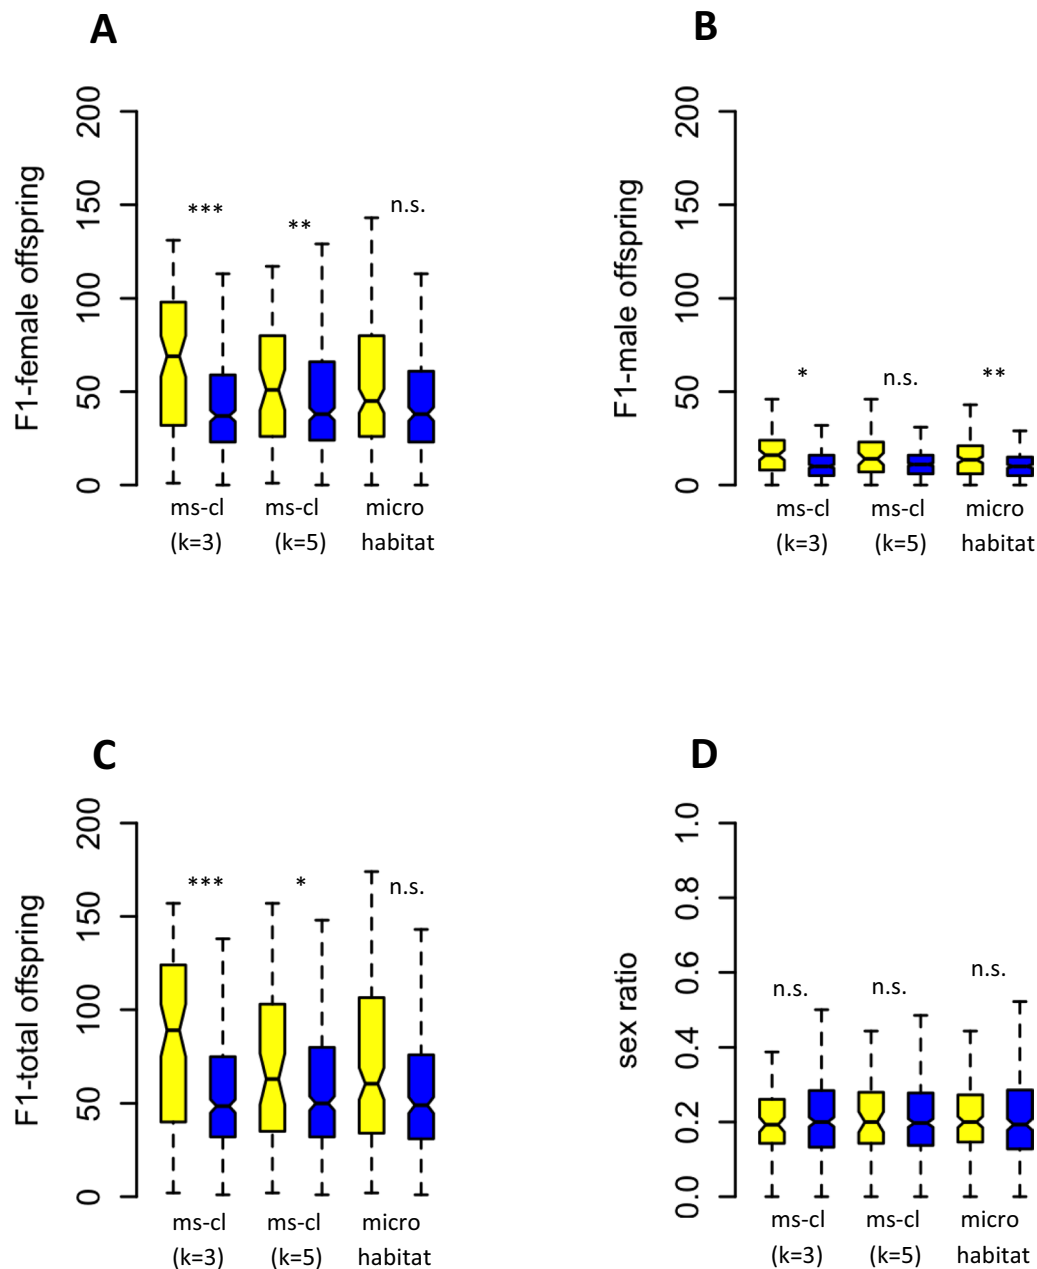 A
F1-female offspring
200
150
100
50
0
***
**
n.s.
ms-cl
(k=3)
ms-cl
(k=5)
micro
habitat
B
F1-male offspring
200
150
100
50
0
*
n.s.
**
ms-cl
(k=3)
ms-cl
(k=5)
micro
habitat
C
F1-total offspring
200
150
100
50
0
***
*
n.s.
ms-cl
(k=3)
ms-cl
(k=5)
micro
habitat
D
sex ratio
1.0
0.8
0.6
0.4
0.2
0.0
n.s.
n.s.
n.s.
ms-cl
(k=3)
ms-cl
(k=5)
micro
habitat